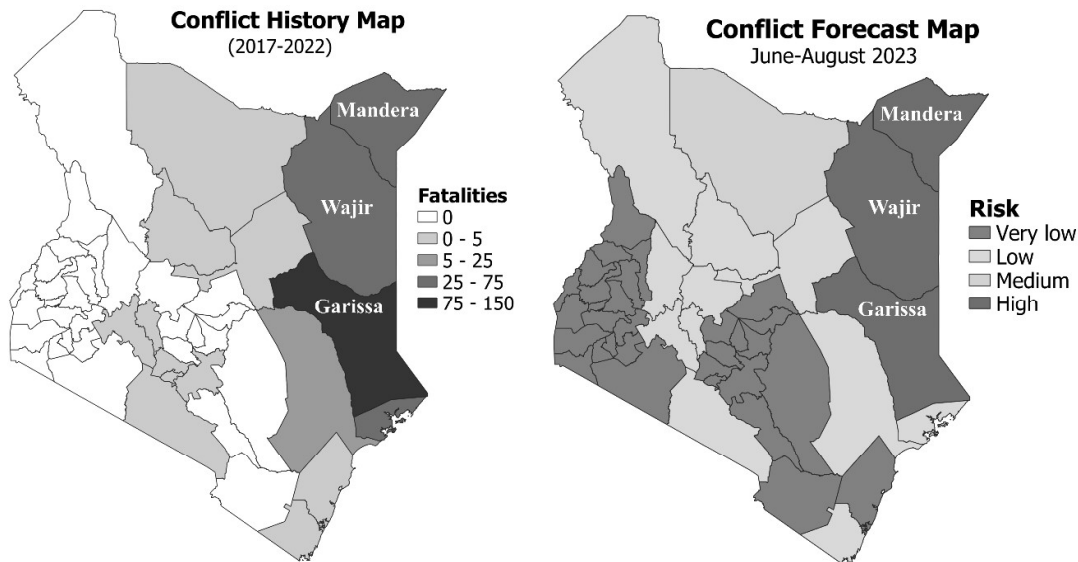 Conflict History Map
(2017-2022)
Mandera
Wajir
Garissa
Fatalities
0
0 - 5
5 - 25
25 - 75
75 - 150
Conflict Forecast Map
June-August 2023
Mandera
Wajir
Garissa
Risk
Very low
Low
Medium
High